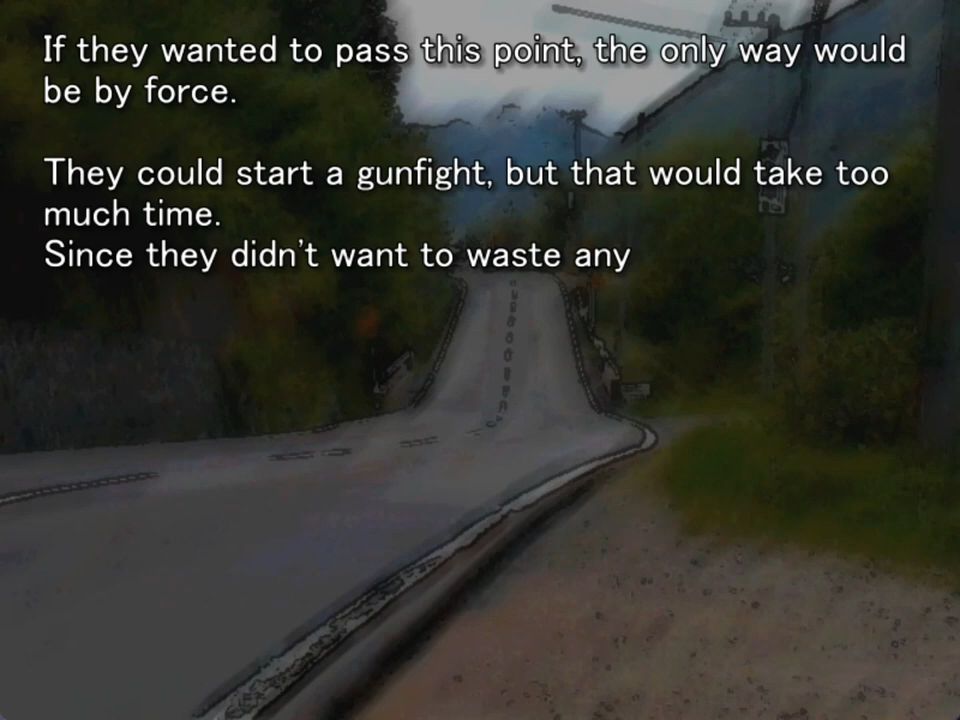 If they wanted to pass this point, the only way would
be by force.
They could start a gunfight, but that would take too
much time.
Since they didn't want to waste any